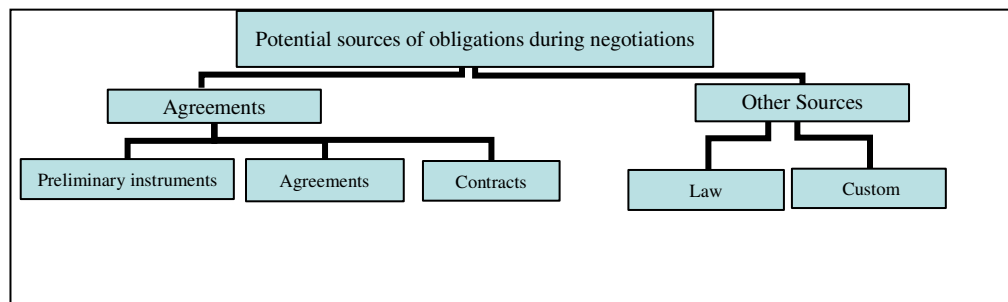 Potential sources of obligations during negotiations
Agreements
Other Sources
Preliminary instruments
Agreements
Contracts
Law
Custom